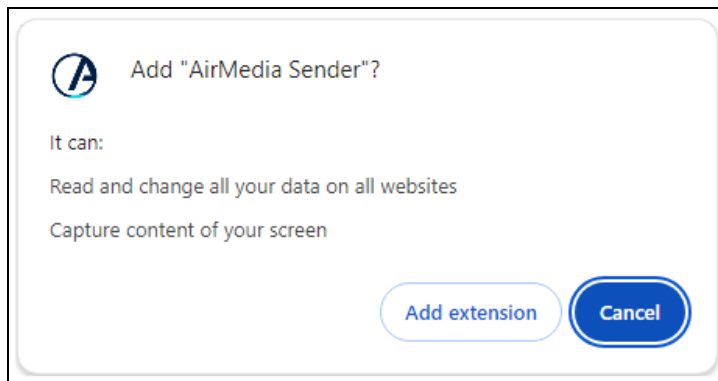 Add "AirMedia Sender"?
It can:
Read and change all your data on all websites
Capture content of your screen
Add extension
Cancel